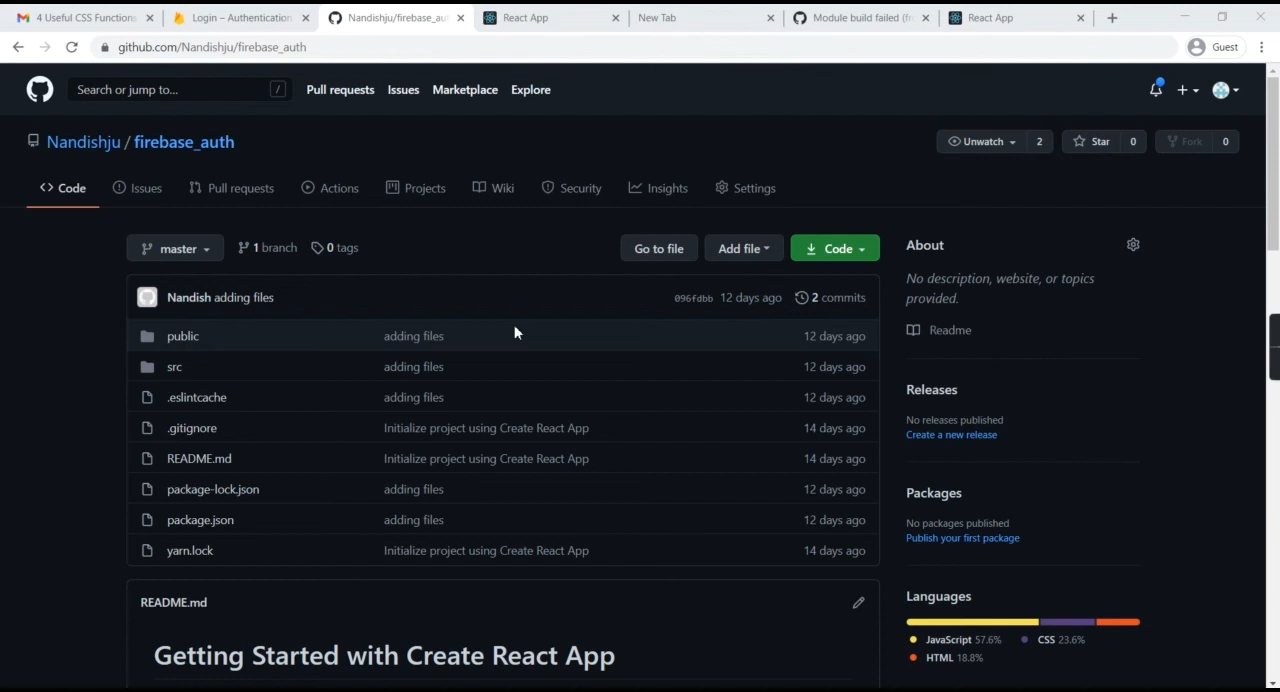 4 Useful CSS Functions
Login – Authentication
Nandishju/firebase_au
React App
New Tab
Module build failed (fr
React App
github.com/Nandishju/firebase_auth
Guest
Search or jump to...
/
Pull requests
Issues
Marketplace
Explore
Nandishju / firebase_auth
Unwatch 2
Star 0
Fork 0
Code
Issues
Pull requests
Actions
Projects
Wiki
Security
Insights
Settings
master
1 branch
0 tags
Go to file
Add file
Code
Nandish adding files 096fdbb 12 days ago 2 commits
public adding files 12 days ago
src adding files 12 days ago
.eslintcache adding files 12 days ago
.gitignore Initialize project using Create React App 14 days ago
README.md Initialize project using Create React App 14 days ago
package-lock.json adding files 12 days ago
package.json adding files 12 days ago
yarn.lock Initialize project using Create React App 14 days ago
README.md
Getting Started with Create React App
About
No description, website, or topics
provided.
Readme
Releases
No releases published
Create a new release
Packages
No packages published
Publish your first package
Languages
JavaScript 57.6% CSS 23.6%
HTML 18.8%